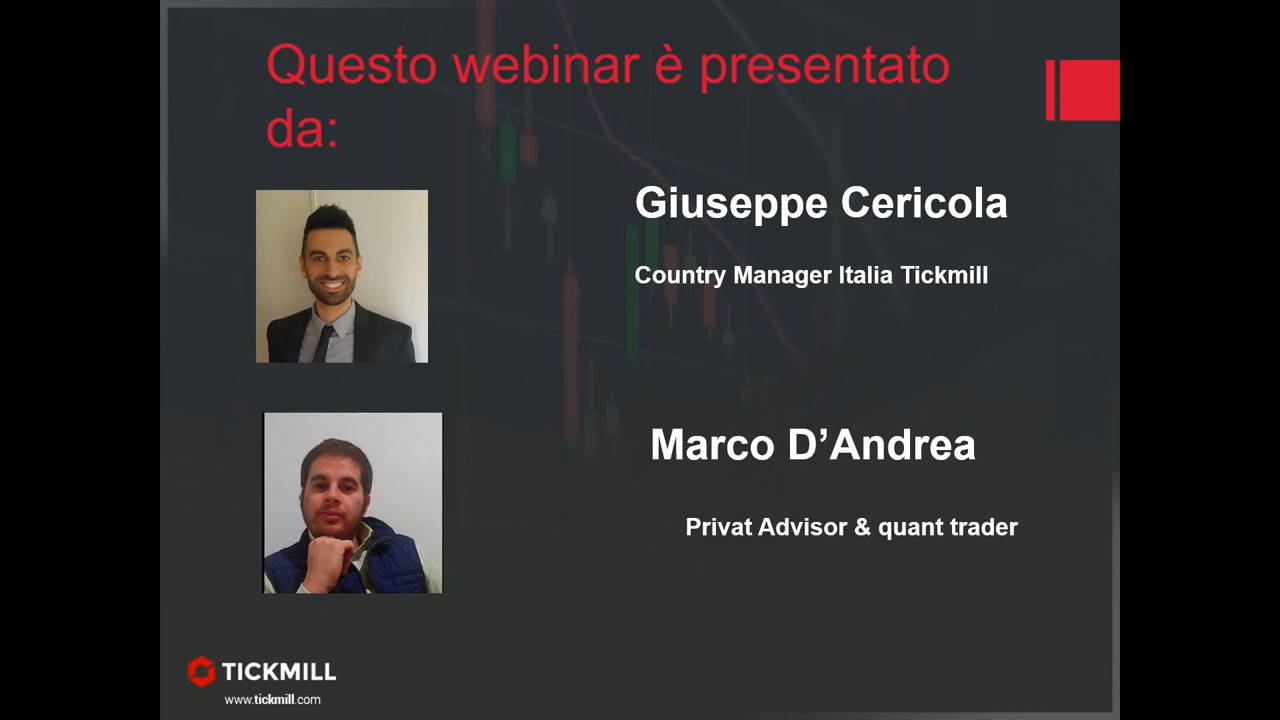 Questo webinar è presentato
da:
Giuseppe Cericola
Country Manager Italia Tickmill
Marco D’Andrea
Privat Advisor & quant trader
TICKMILL
www.tickmill.com